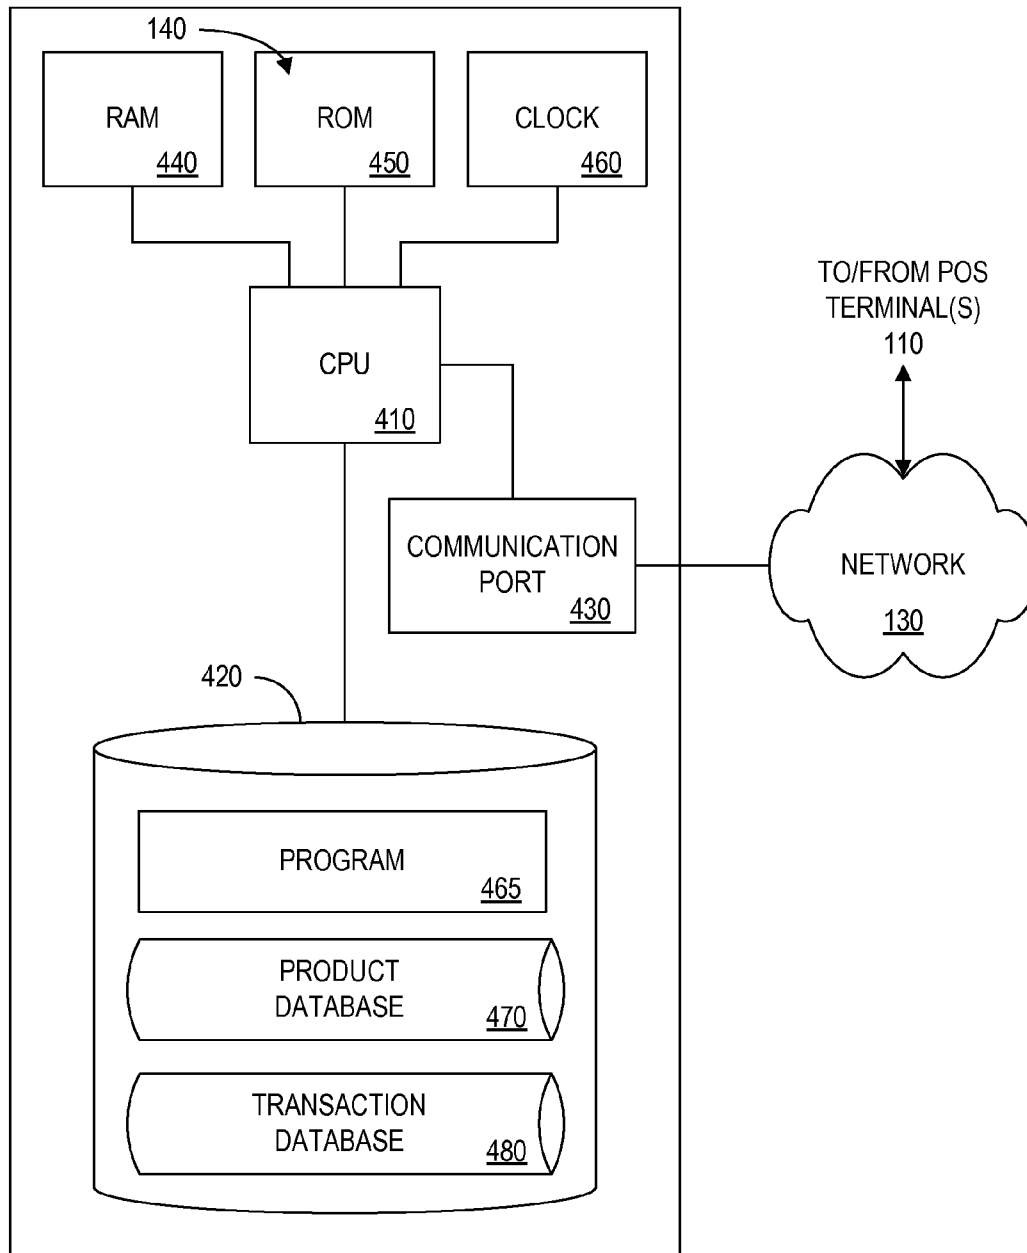 140
RAM
440
ROM
450
CLOCK
460
CPU
410
TO/FROM POS
TERMINAL(S)
110
COMMUNICATION
PORT
430
NETWORK
130
420
PROGRAM
465
PRODUCT
DATABASE
470
TRANSACTION
DATABASE
480